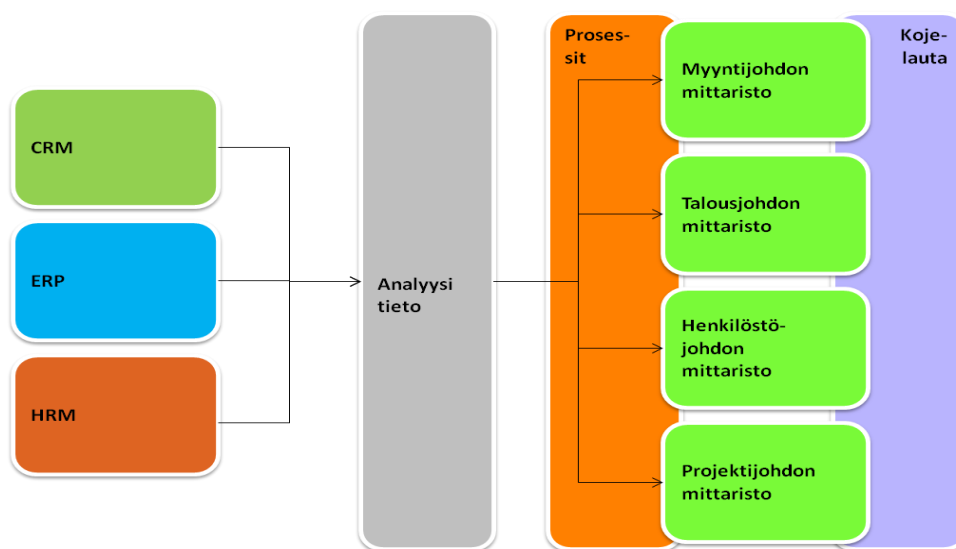 CRM
ERP
HRM
Analyysi
tieto
Proses-
sit
Myyntijohdon
mittaristo
Talousjohdon
mittaristo
Henkilöstö-
johdon
mittaristo
Projektijohdon
mittaristo
Koje-
lauta